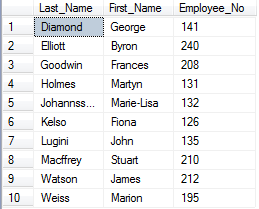 Last_Name First_Name Employee_No
1 Diamond George 141
2 Elliott Byron 240
3 Goodwin Frances 208
4 Holmes Martyn 131
5 Johannss... Marie-Lisa 132
6 Kelso Fiona 126
7 Lugini John 135
8 Macffrey Stuart 210
9 Watson James 212
10 Weiss Marion 195